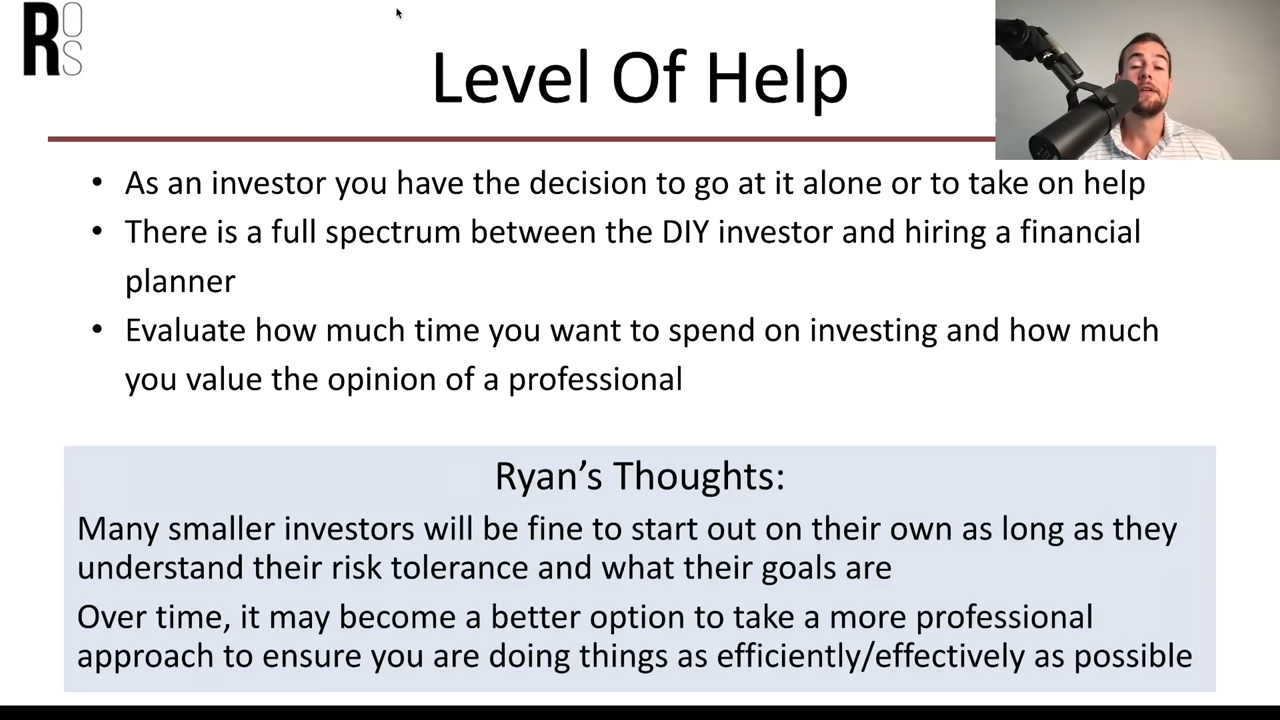 ROS
Level Of Help
• As an investor you have the decision to go at it alone or to take on help
• There is a full spectrum between the DIY investor and hiring a financial
planner
• Evaluate how much time you want to spend on investing and how much
you value the opinion of a professional
Ryan’s Thoughts:
Many smaller investors will be fine to start out on their own as long as they
understand their risk tolerance and what their goals are
Over time, it may become a better option to take a more professional
approach to ensure you are doing things as efficiently/effectively as possible